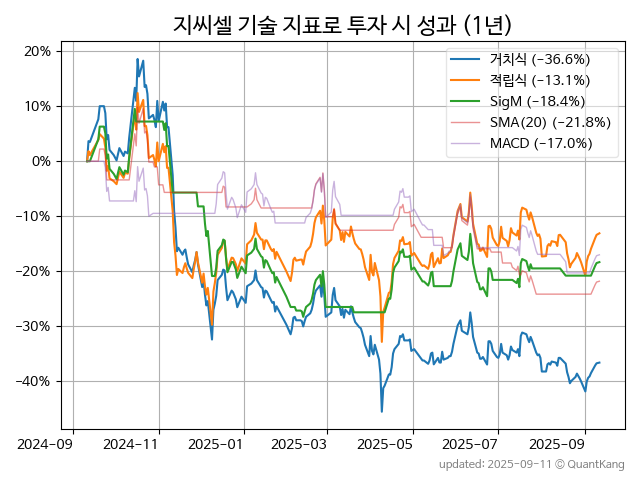 지씨셀 기술 지표로 투자 시 성과 (1년)
거치식 (−36.6%)
적립식 (−13.1%)
SigM (−18.4%)
SMA(20) (−21.8%)
MACD (−17.0%)
20%
10%
0%
−10%
−20%
−30%
−40%
2024-09 2024-11 2025-01 2025-03 2025-05 2025-07 2025-09
updated: 2025-09-11 © QuantKang